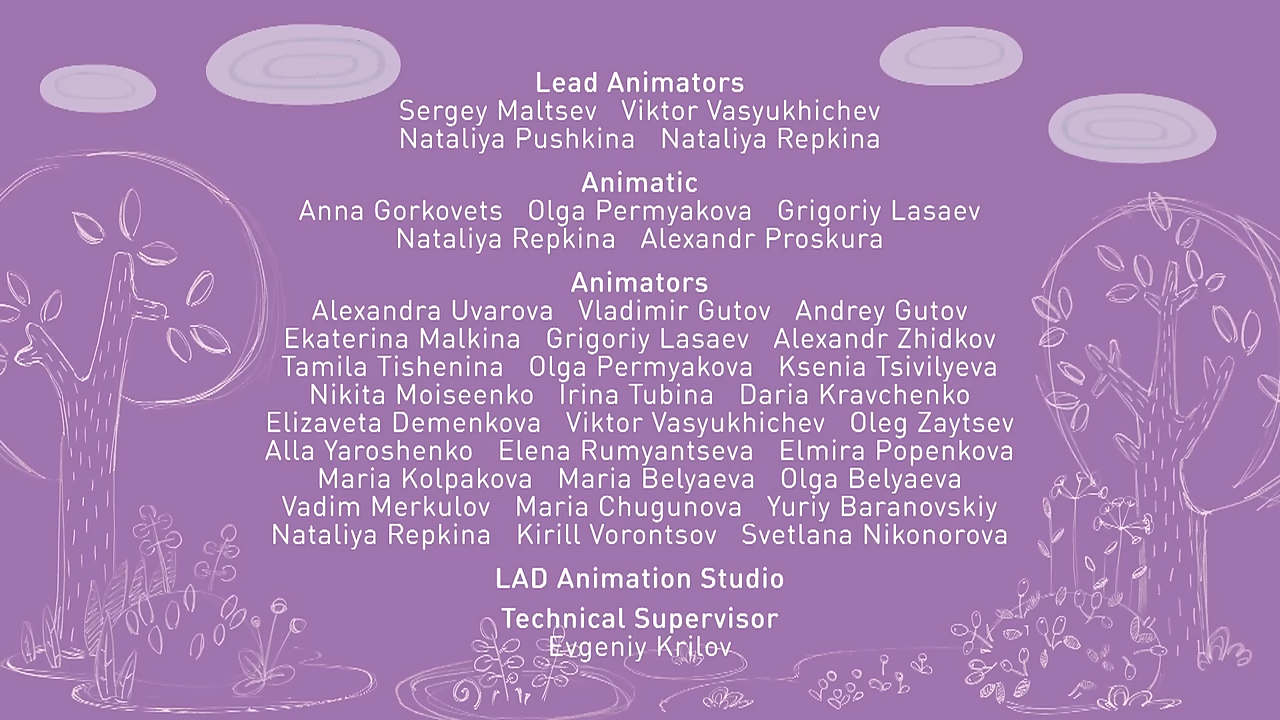 Lead Animators
Sergey Maltsev Viktor Vasyukhichev
Nataliya Pushkina Nataliya Repkina
Animatic
Anna Gorkovets Olga Permyakova Grigoriy Lasaev
Nataliya Repkina Alexandr Proskura
Animators
Alexandra Uvarova Vladimir Gutov Andrey Gutov
Ekaterina Malkina Grigoriy Lasaev Alexandr Zhidkov
Tamila Tishenina Olga Permyakova Ksenia Tsivilyeva
Nikita Moiseenko Irina Tubina Daria Kravchenko
Elizaveta Demenkova Viktor Vasyukhichev Oleg Zaytsev
Alla Yaroshenko Elena Rumyantseva Elmira Popenkova
Maria Kolpakova Maria Belyaeva Olga Belyaeva
Vadim Merkulov Maria Chugunova Yuriy Baranovskiy
Nataliya Repkina Kirill Vorontsov Svetlana Nikonorova
LAD Animation Studio
Technical Supervisor
Evgeniy Krilov